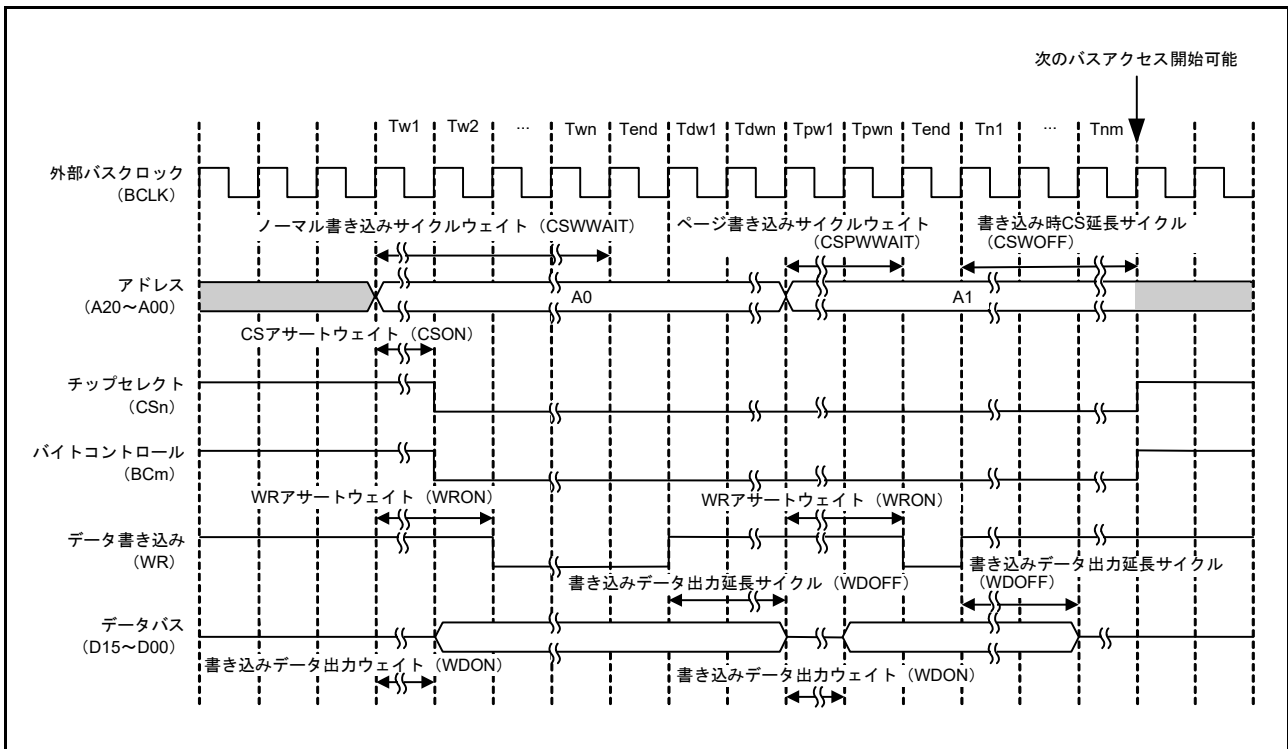 次のバスアクセス開始可能
Tw1 Tw2 ... Twn Tend Tdw1 Tdwn Tpw1 Tpwn Tend Tn1 ... Tnm
外部バスクロック
(BCLK)
ノーマル書き込みサイクルウェイト(CSWWAIT)
ページ書き込みサイクルウェイト
(CSPWWAIT)
書き込み時CS延長サイクル
(CSWOFF)
アドレス
(A20~A00)
A0
A1
CSアサートウェイト(CSON)
チップセレクト
(CSn)
バイトコントロール
(BCm)
WRアサートウェイト(WRON)
WRアサートウェイト(WRON)
データ書き込み
(WR)
書き込みデータ出力延長サイクル(WDOFF)
書き込みデータ出力延長サイクル
(WDOFF)
データバス
(D15~D00)
書き込みデータ出力ウェイト(WDON)
書き込みデータ出力ウェイト(WDON)